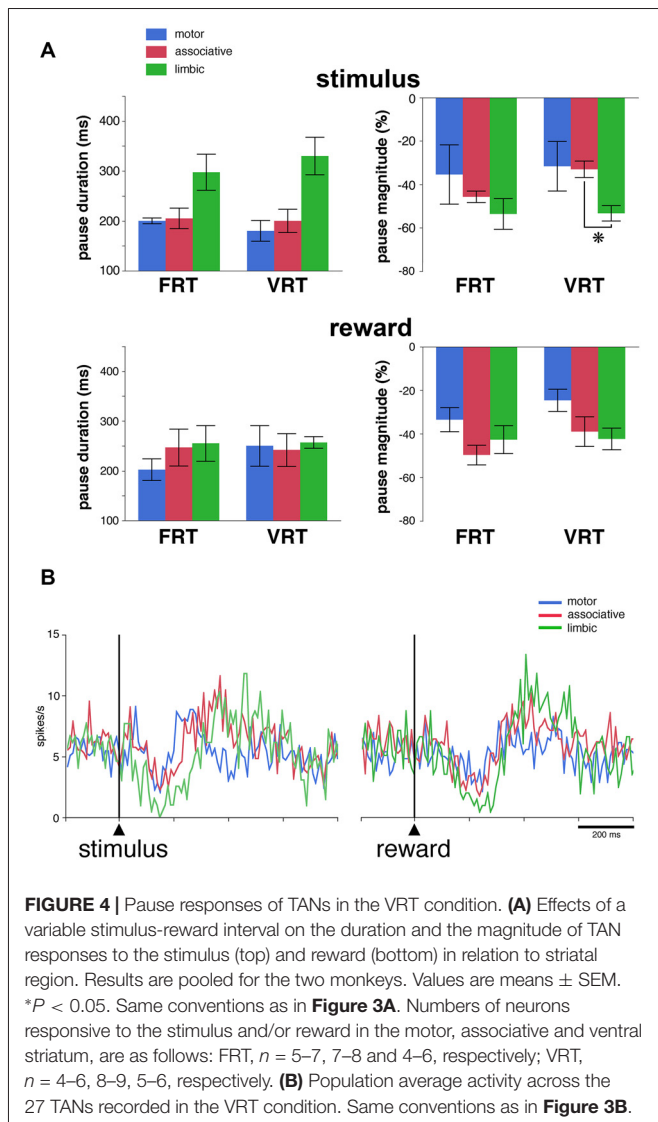 A
motor
associative
limbic
stimulus
pause duration (ms)
400
300
200
100
FRT
VRT
pause magnitude (%)
0
-20
-40
-60
-80
*
FRT
VRT
reward
pause duration (ms)
400
300
200
100
FRT
VRT
pause magnitude (%)
0
-20
-40
-60
-80
FRT
VRT
B
motor
associative
limbic
spikes/s
15
10
5
0
stimulus
reward
200 ms
FIGURE 4 | Pause responses of TANs in the VRT condition. (A) Effects of a
variable stimulus-reward interval on the duration and the magnitude of TAN
responses to the stimulus (top) and reward (bottom) in relation to striatal
region. Results are pooled for the two monkeys. Values are means ± SEM.
*P < 0.05. Same conventions as in Figure 3A. Numbers of neurons
responsive to the stimulus and/or reward in the motor, associative and ventral
striatum, are as follows: FRT, n = 5–7, 7–8 and 4–6, respectively; VRT,
n = 4–6, 8–9, 5–6, respectively. (B) Population average activity across the
27 TANs recorded in the VRT condition. Same conventions as in Figure 3B.